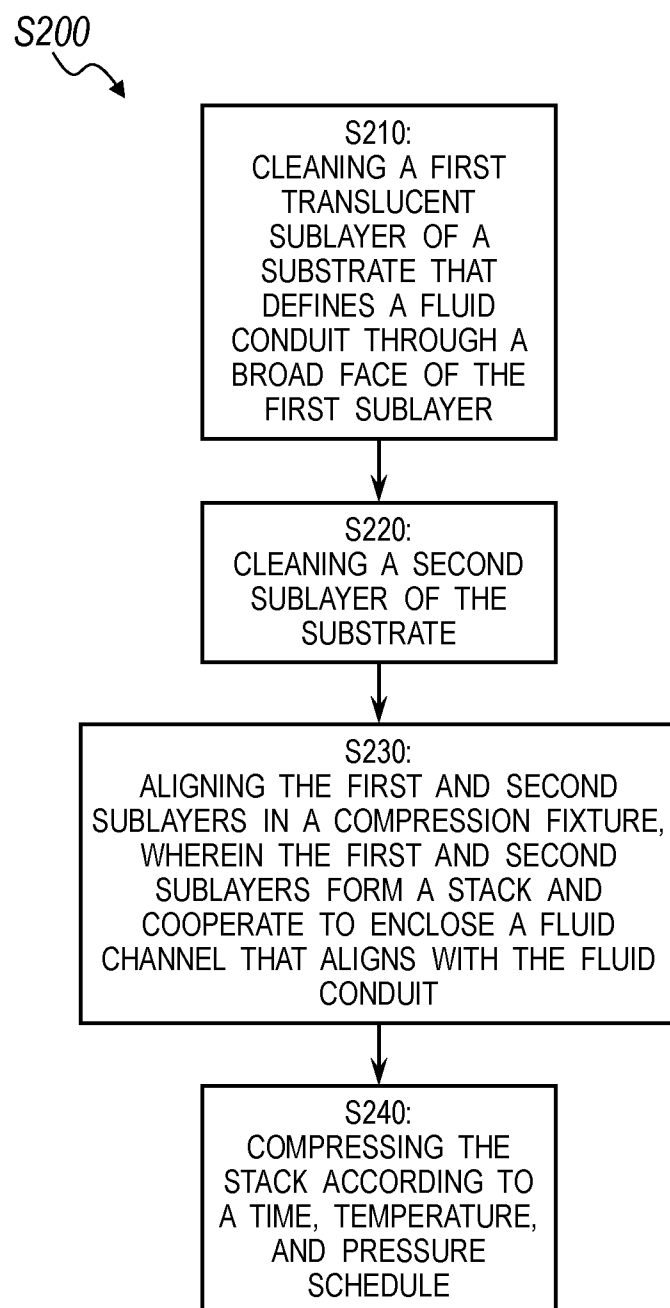 S200
S210:
CLEANING A FIRST
TRANSLUCENT
SUBLAYER OF A
SUBSTRATE THAT
DEFINES A FLUID
CONDUIT THROUGH A
BROAD FACE OF THE
FIRST SUBLAYER
S220:
CLEANING A SECOND
SUBLAYER OF THE
SUBSTRATE
S230:
ALIGNING THE FIRST AND SECOND
SUBLAYERS IN A COMPRESSION FIXTURE,
WHEREIN THE FIRST AND SECOND
SUBLAYERS FORM A STACK AND
COOPERATE TO ENCLOSE A FLUID
CHANNEL THAT ALIGNS WITH THE FLUID
CONDUIT
S240:
COMPRESSING THE
STACK ACCORDING TO
A TIME, TEMPERATURE,
AND PRESSURE
SCHEDULE